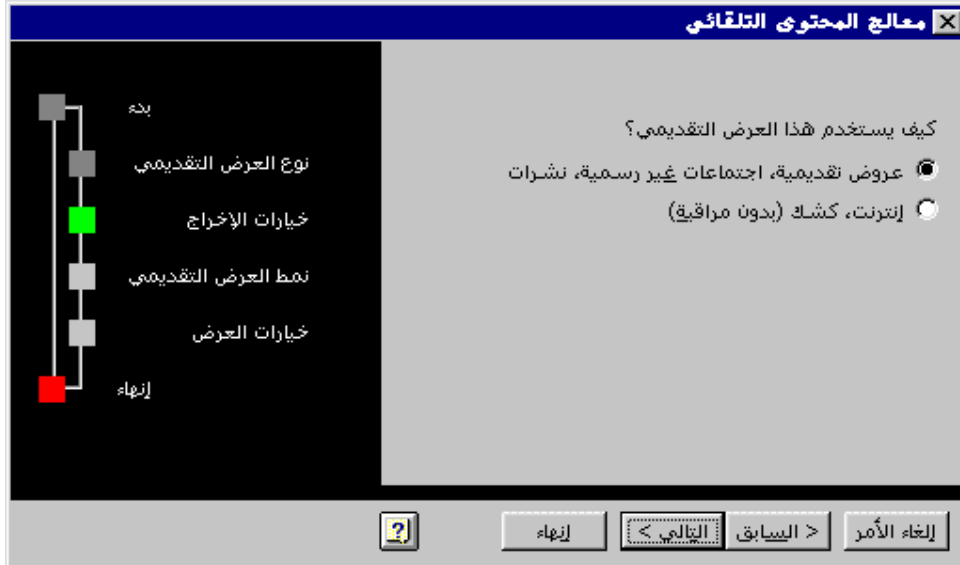 معالج المحتوى التلقائي
كيف يستخدم هذا العرض التقديمي؟
عروض تقديمية، اجتماعات غير رسمية، نشرات
إنترنت، كشك (بدون مراقبة)
بدء
نوع العرض التقديمي
خيارات الإخراج
نمط العرض التقديمي
خيارات العرض
إنهاء
إلغاء الأمر
< السابق
التالي >
إنهاء
?